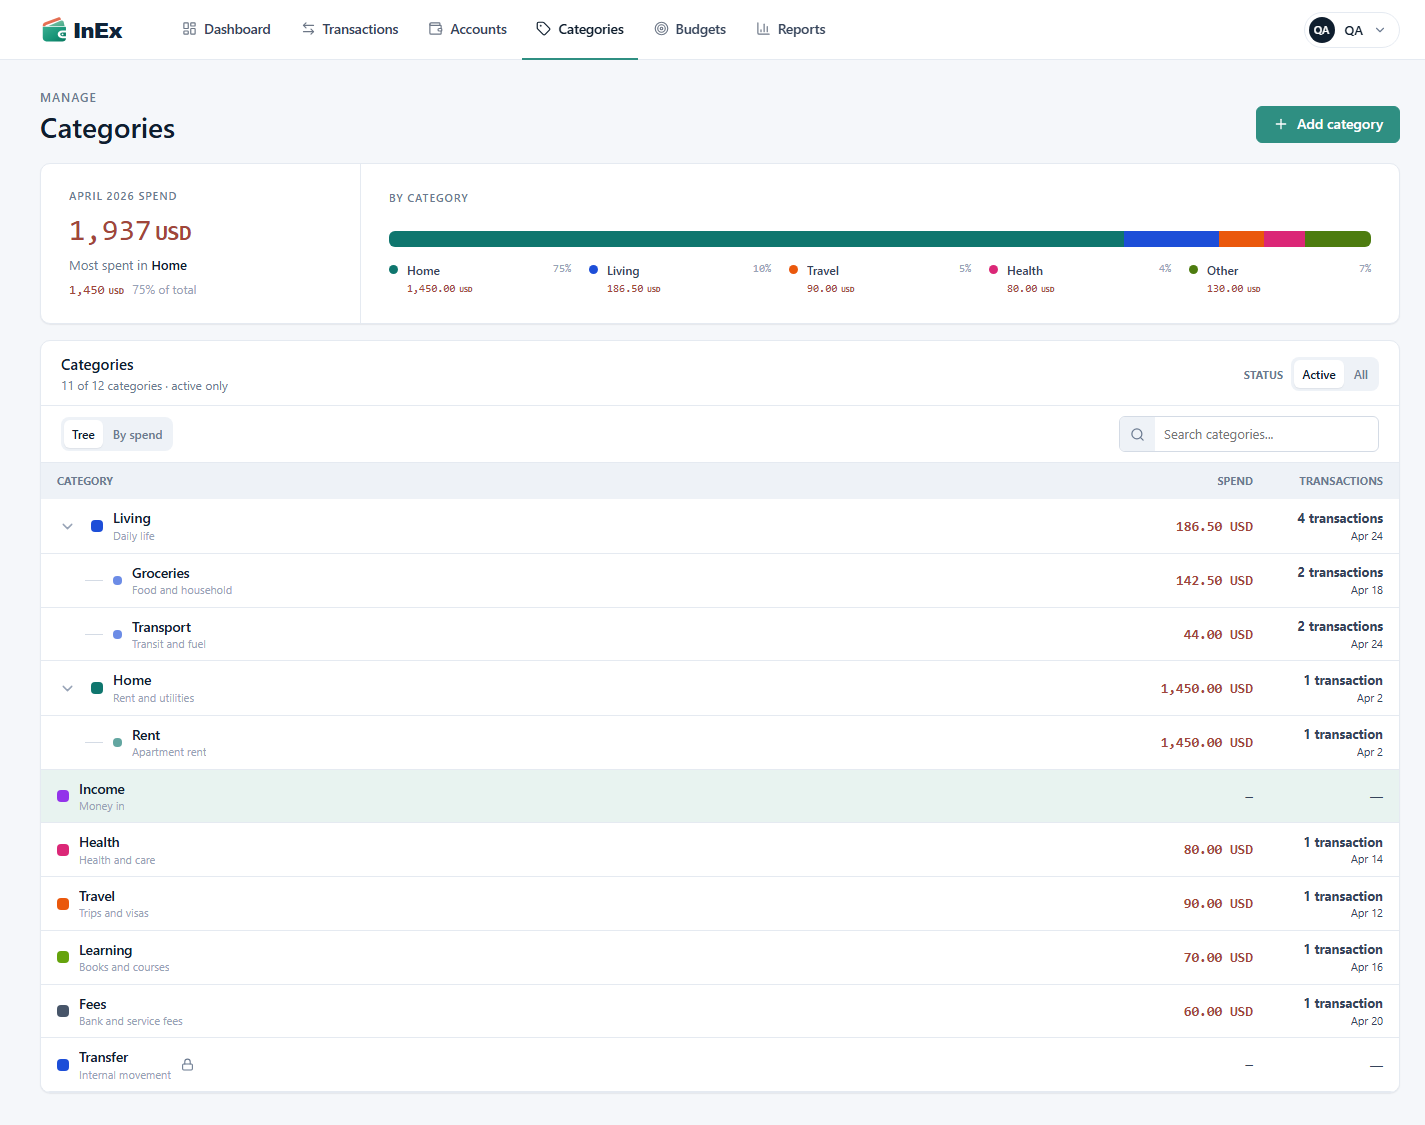 InEx
Dashboard
Transactions
Accounts
Categories
Budgets
Reports
QA
QA
MANAGE
Categories
Add category
APRIL 2026 SPEND
1,937 USD
Most spent in Home
1,450 USD 75% of total
BY CATEGORY
Home 75%
1,450.00 USD
Living 10%
186.50 USD
Travel 5%
90.00 USD
Health 4%
80.00 USD
Other 7%
130.00 USD
Categories
11 of 12 categories · active only
STATUS
Active
All
Tree
By spend
Search categories...
CATEGORY SPEND TRANSACTIONS
Living 186.50 USD 4 transactions
Daily life Apr 24
Groceries 142.50 USD 2 transactions
Food and household Apr 18
Transport 44.00 USD 2 transactions
Transit and fuel Apr 24
Home 1,450.00 USD 1 transaction
Rent and utilities Apr 2
Rent 1,450.00 USD 1 transaction
Apartment rent Apr 2
Income – —
Money in
Health 80.00 USD 1 transaction
Health and care Apr 14
Travel 90.00 USD 1 transaction
Trips and visas Apr 12
Learning 70.00 USD 1 transaction
Books and courses Apr 16
Fees 60.00 USD 1 transaction
Bank and service fees Apr 20
Transfer – —
Internal movement